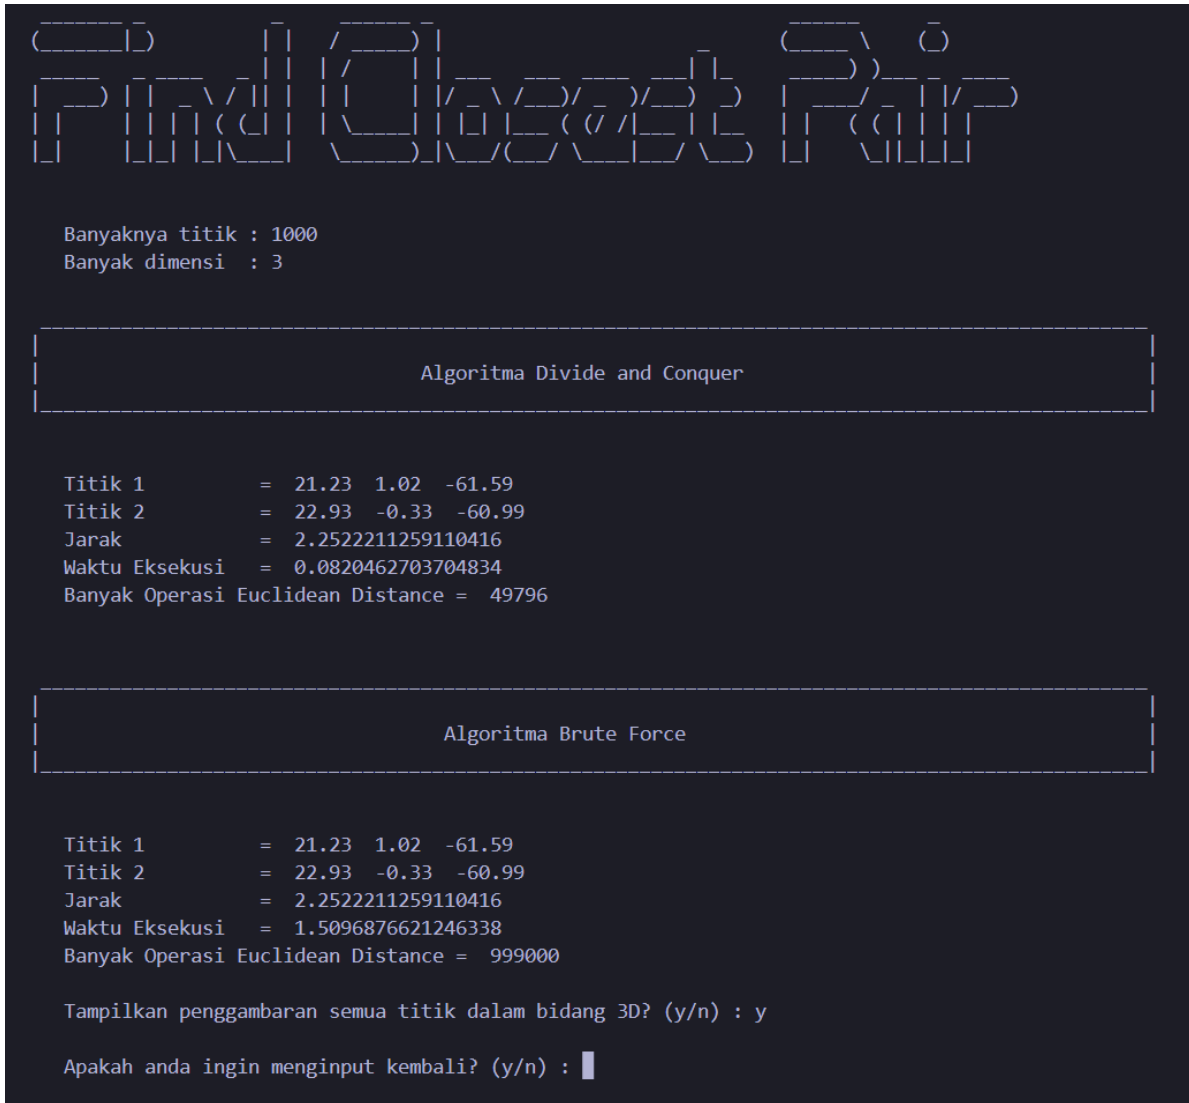 Find Closest Pair
Banyaknya titik : 1000
Banyak dimensi  : 3
Algoritma Divide and Conquer
Titik 1          =  21.23  1.02  -61.59
Titik 2          =  22.93  -0.33  -60.99
Jarak            =  2.2522211259110416
Waktu Eksekusi   =  0.0820462703704834
Banyak Operasi Euclidean Distance =  49796
Algoritma Brute Force
Titik 1          =  21.23  1.02  -61.59
Titik 2          =  22.93  -0.33  -60.99
Jarak            =  2.2522211259110416
Waktu Eksekusi   =  1.5096876621246338
Banyak Operasi Euclidean Distance =  999000
Tampilkan penggambaran semua titik dalam bidang 3D? (y/n) : y
Apakah anda ingin menginput kembali? (y/n) :